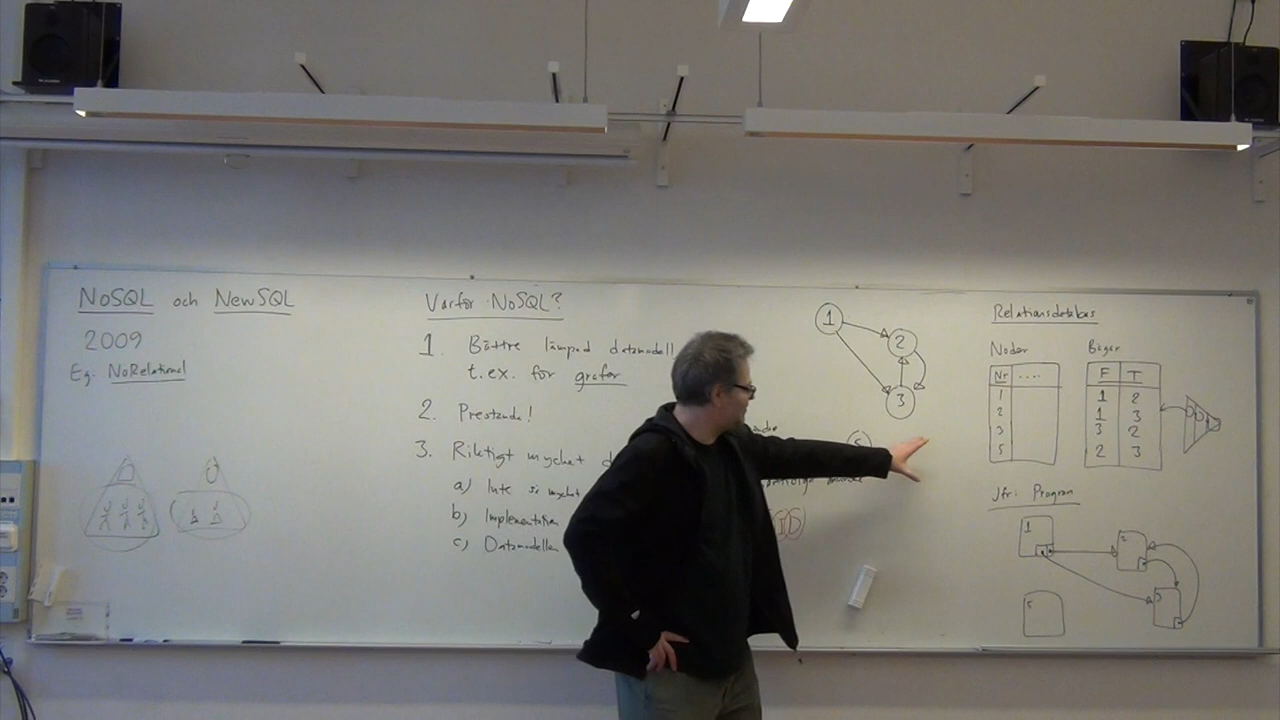 NoSQL och NewSQL
2009
Eg. NoRelational
Varför NoSQL?
1. Bättre lämpad datamodell
t.ex. för grafer
2. Prestanda!
3. Riktigt mycket
a) Inte så mycket
b) Implementation
c) Datamodellen
1
2
3
5
Relationsdatabas
Noder
Nr ....
1
2
3
5
Bågar
F T
1 2
1 3
3 2
2 3
Jfr: Program
1
2
3
5